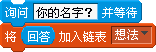 询问 你的名字？ 并等待
将 回答 加入链表 想法